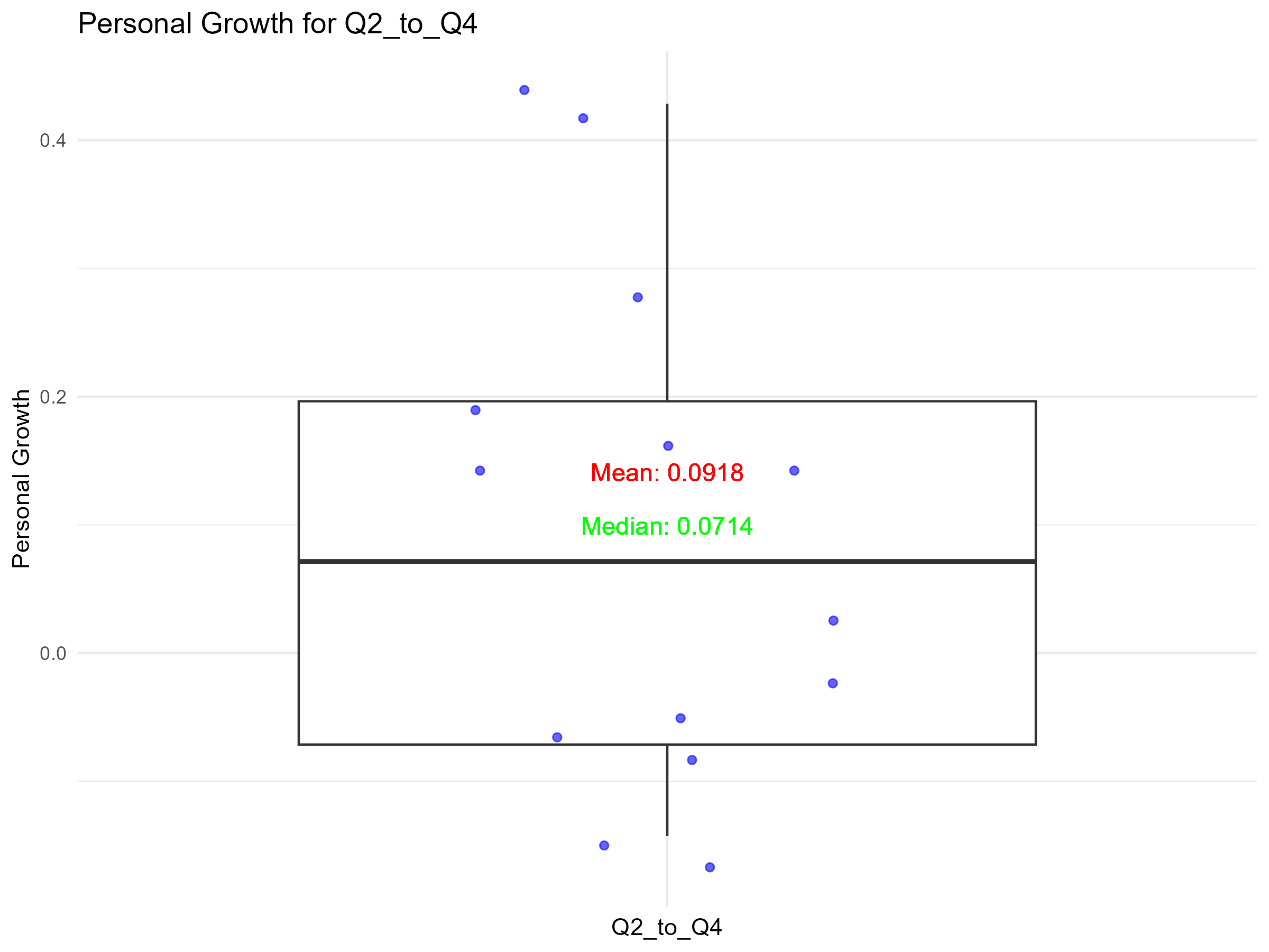 Personal Growth for Q2_to_Q4
0.4
0.2
0.0
Personal Growth
Mean: 0.0918
Median: 0.0714
Q2_to_Q4